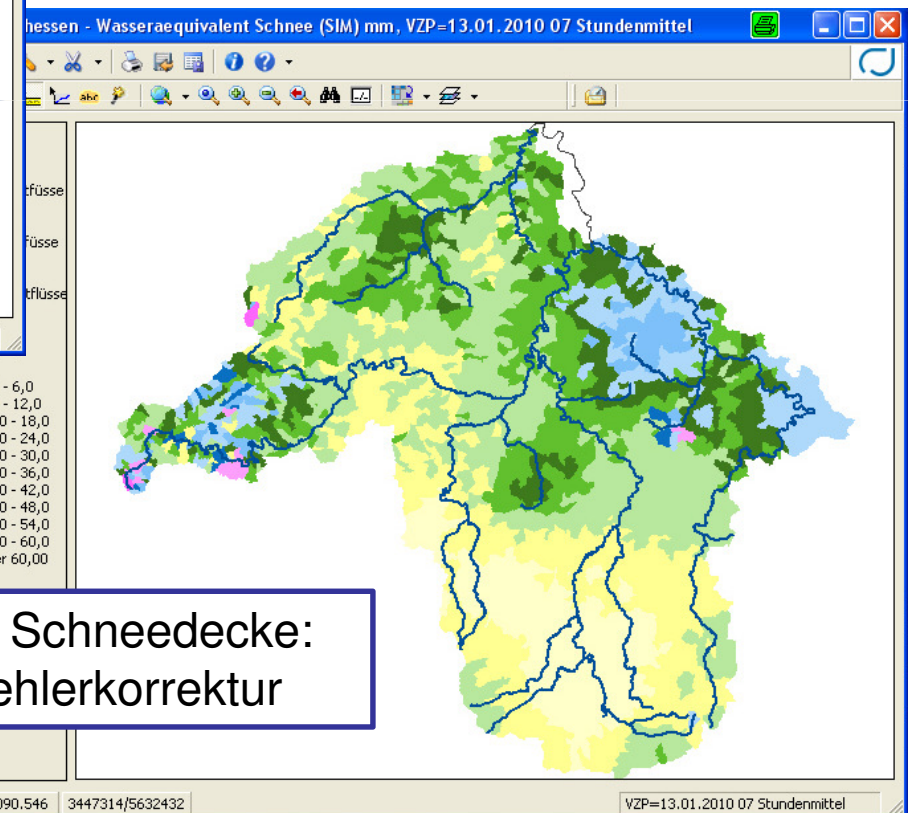 hessen - Wasseraequivalent Schnee (SIM) mm, VZP=13.01.2010 07 Stundenmittel
abc
tfüsse
füsse
tflüsse
- 6,0
- 12,0
0 - 18,0
0 - 24,0
0 - 30,0
0 - 36,0
0 - 42,0
0 - 48,0
0 - 54,0
0 - 60,0
er 60,00
Schneedecke:
ehlerkorrektur
090.546 3447314/5632432 VZP=13.01.2010 07 Stundenmittel